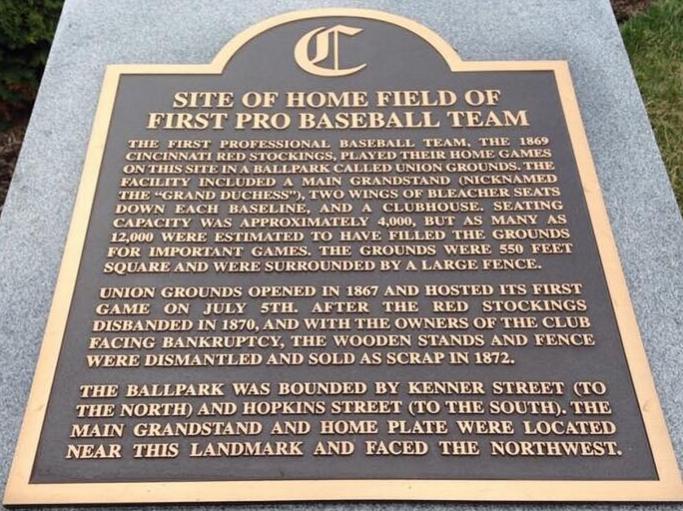 C
SITE OF HOME FIELD OF
FIRST PRO BASEBALL TEAM
THE FIRST PROFESSIONAL BASEBALL TEAM, THE 1869
CINCINNATI RED STOCKINGS, PLAYED THEIR HOME GAMES
ON THIS SITE IN A BALLPARK CALLED UNION GROUNDS. THE
FACILITY INCLUDED A MAIN GRANDSTAND (NICKNAMED
THE "GRAND DUCHESS"), TWO WINGS OF BLEACHER SEATS
DOWN EACH BASELINE, AND A CLUBHOUSE. SEATING
CAPACITY WAS APPROXIMATELY 4,000, BUT AS MANY AS
12,000 WERE ESTIMATED TO HAVE FILLED THE GROUNDS
FOR IMPORTANT GAMES. THE GROUNDS WERE 550 FEET
SQUARE AND WERE SURROUNDED BY A LARGE FENCE.
UNION GROUNDS OPENED IN 1867 AND HOSTED ITS FIRST
GAME ON JULY 5TH. AFTER THE RED STOCKINGS
DISBANDED IN 1870, AND WITH THE OWNERS OF THE CLUB
FACING BANKRUPTCY, THE WOODEN STANDS AND FENCE
WERE DISMANTLED AND SOLD AS SCRAP IN 1872.
THE BALLPARK WAS BOUNDED BY KENNER STREET (TO
THE NORTH) AND HOPKINS STREET (TO THE SOUTH). THE
MAIN GRANDSTAND AND HOME PLATE WERE LOCATED
NEAR THIS LANDMARK AND FACED THE NORTHWEST.